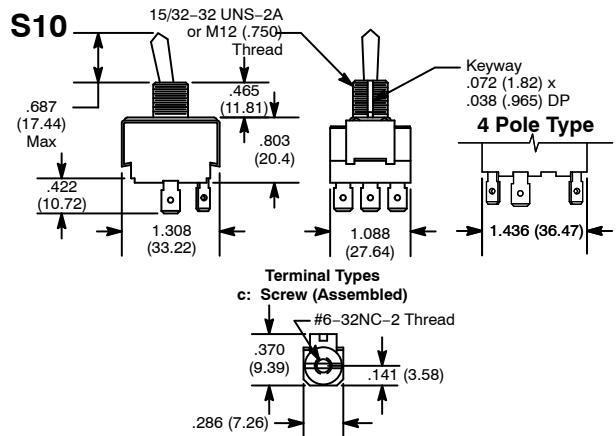 S10
15/32-32 UNS-2A
or M12 (.750)
Thread
.465
(11.81)
Keyway
.072 (1.82) x
.038 (.965) DP
.687
(17.44)
Max
.803
(20.4)
4 Pole Type
.422
(10.72)
1.308
(33.22)
1.088
(27.64)
1.436 (36.47)
Terminal Types
c: Screw (Assembled)
#6-32NC-2 Thread
.370
(9.39)
.141 (3.58)
.286 (7.26)